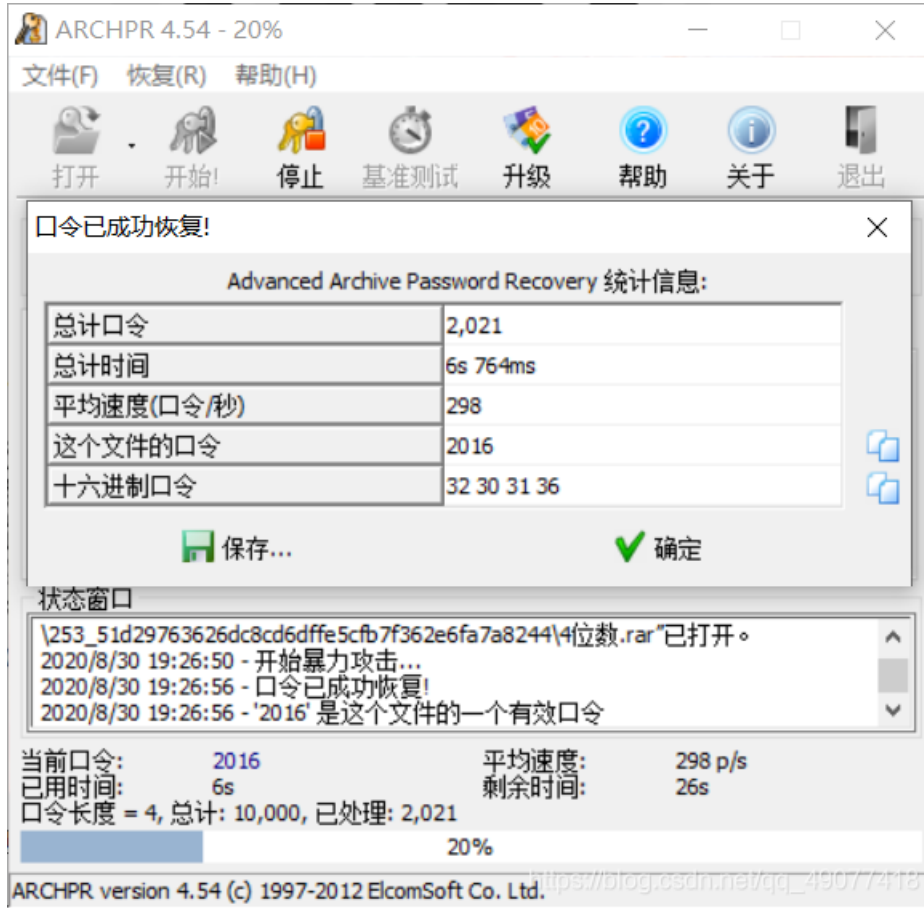 ARCHPR 4.54 - 20%
文件(F) 恢复(R) 帮助(H)
打开 开始! 停止 基准测试 升级 帮助 关于 退出
口令已成功恢复!
Advanced Archive Password Recovery 统计信息:
总计口令 2,021
总计时间 6s 764ms
平均速度(口令/秒) 298
这个文件的口令 2016
十六进制口令 32 30 31 36
保存... 确定
状态窗口
\253_51d29763626dc8cd6dffe5cfb7f362e6fa7a8244\4位数.rar"已打开。
2020/8/30 19:26:50 - 开始暴力攻击...
2020/8/30 19:26:56 - 口令已成功恢复!
2020/8/30 19:26:56 - '2016' 是这个文件的一个有效口令
当前口令: 2016 平均速度: 298 p/s
已用时间: 6s 剩余时间: 26s
口令长度 = 4, 总计: 10,000, 已处理: 2,021
20%
ARCHPR version 4.54 (c) 1997-2012 ElcomSoft Co. Ltd.
https://blog.csdn.net/qq_49077418